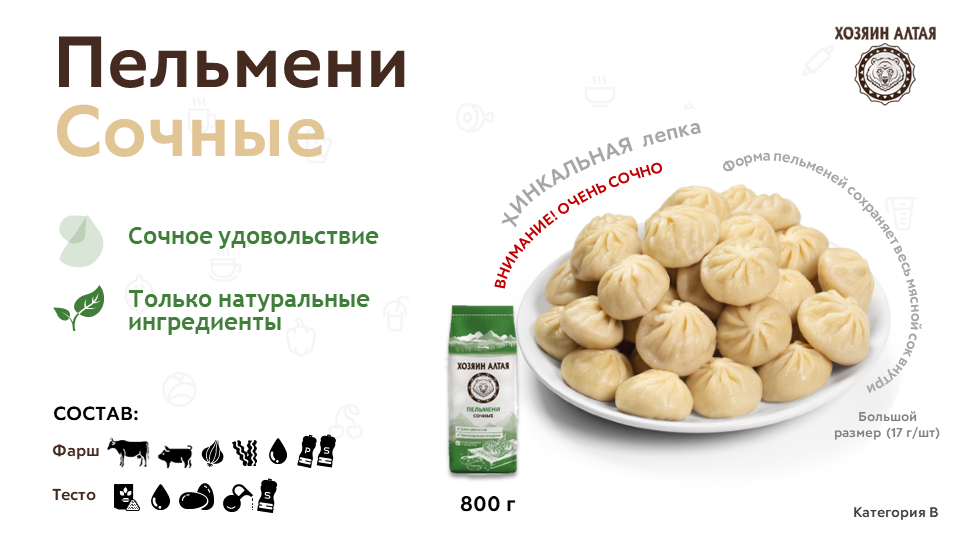 Пельмени
Сочные
ХОЗЯИН АЛТАЯ
ХИНКАЛЬНАЯ лепка
ВНИМАНИЕ! ОЧЕНЬ СОЧНО
Форма пельменей сохраняет весь мясной сок внутри
Сочное удовольствие
Только натуральные
ингредиенты
ХОЗЯИН АЛТАЯ
ПЕЛЬМЕНИ
СОЧНЫЕ
Большой
размер (17 г/шт)
СОСТАВ:
Фарш
P S
Тесто
S
800 г
Категория В